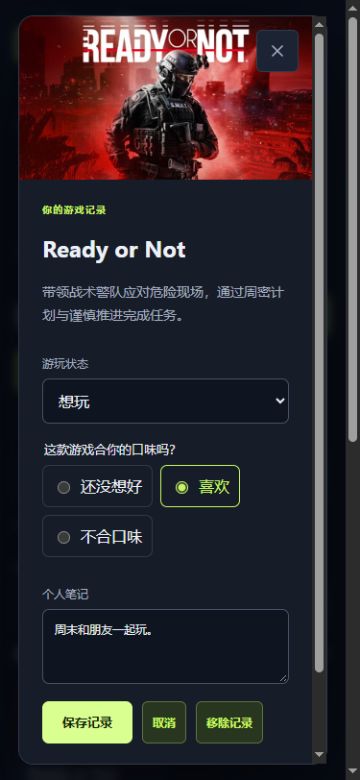 READY OR NOT
S.W.A.T
你的游戏记录
Ready or Not
带领战术警队应对危险现场，通过周密计
划与谨慎推进完成任务。
游玩状态
想玩
这款游戏合你的口味吗？
还没想好
喜欢
不合口味
个人笔记
周末和朋友一起玩。
保存记录
取消
移除记录